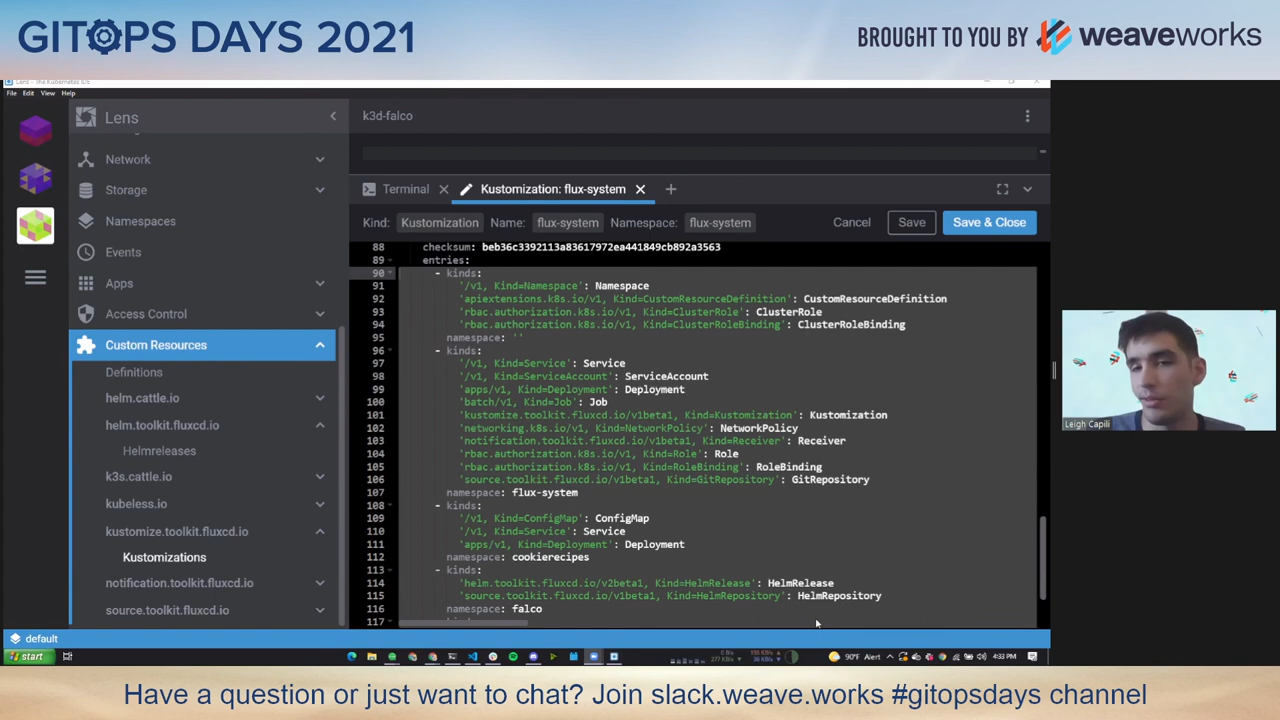 GITOPS DAYS 2021
BROUGHT TO YOU BY weaveworks
File Edit View Help
Lens
k3d-falco
Network
Storage
Namespaces
Events
Apps
Access Control
Custom Resources
Definitions
helm.cattle.io
helm.toolkit.fluxcd.io
Helmreleases
k3s.cattle.io
kubeless.io
kustomize.toolkit.fluxcd.io
Kustomizations
notification.toolkit.fluxcd.io
source.toolkit.fluxcd.io
Terminal
Kustomization: flux-system
Kind: Kustomization Name: flux-system Namespace: flux-system
Cancel Save Save & Close
88 checksum: beb36c3392113a83617972ea441849cb892a3563
89 entries:
90 - kinds:
91 '/v1, Kind=Namespace': Namespace
92 'apiextensions.k8s.io/v1, Kind=CustomResourceDefinition': CustomResourceDefinition
93 'rbac.authorization.k8s.io/v1, Kind=ClusterRole': ClusterRole
94 'rbac.authorization.k8s.io/v1, Kind=ClusterRoleBinding': ClusterRoleBinding
95 namespace: ''
96 - kinds:
97 '/v1, Kind=Service': Service
98 '/v1, Kind=ServiceAccount': ServiceAccount
99 'apps/v1, Kind=Deployment': Deployment
100 'batch/v1, Kind=Job': Job
101 'kustomize.toolkit.fluxcd.io/v1beta1, Kind=Kustomization': Kustomization
102 'networking.k8s.io/v1, Kind=NetworkPolicy': NetworkPolicy
103 'notification.toolkit.fluxcd.io/v1beta1, Kind=Receiver': Receiver
104 'rbac.authorization.k8s.io/v1, Kind=Role': Role
105 'rbac.authorization.k8s.io/v1, Kind=RoleBinding': RoleBinding
106 'source.toolkit.fluxcd.io/v1beta1, Kind=GitRepository': GitRepository
107 namespace: flux-system
108 - kinds:
109 '/v1, Kind=ConfigMap': ConfigMap
110 '/v1, Kind=Service': Service
111 'apps/v1, Kind=Deployment': Deployment
112 namespace: cookierecipes
113 - kinds:
114 'helm.toolkit.fluxcd.io/v2beta1, Kind=HelmRelease': HelmRelease
115 'source.toolkit.fluxcd.io/v1beta1, Kind=HelmRepository': HelmRepository
116 namespace: falco
117
Leigh Capili
default
start
90°F Alert
4:33 PM
Have a question or just want to chat? Join slack.weave.works #gitopsdays channel